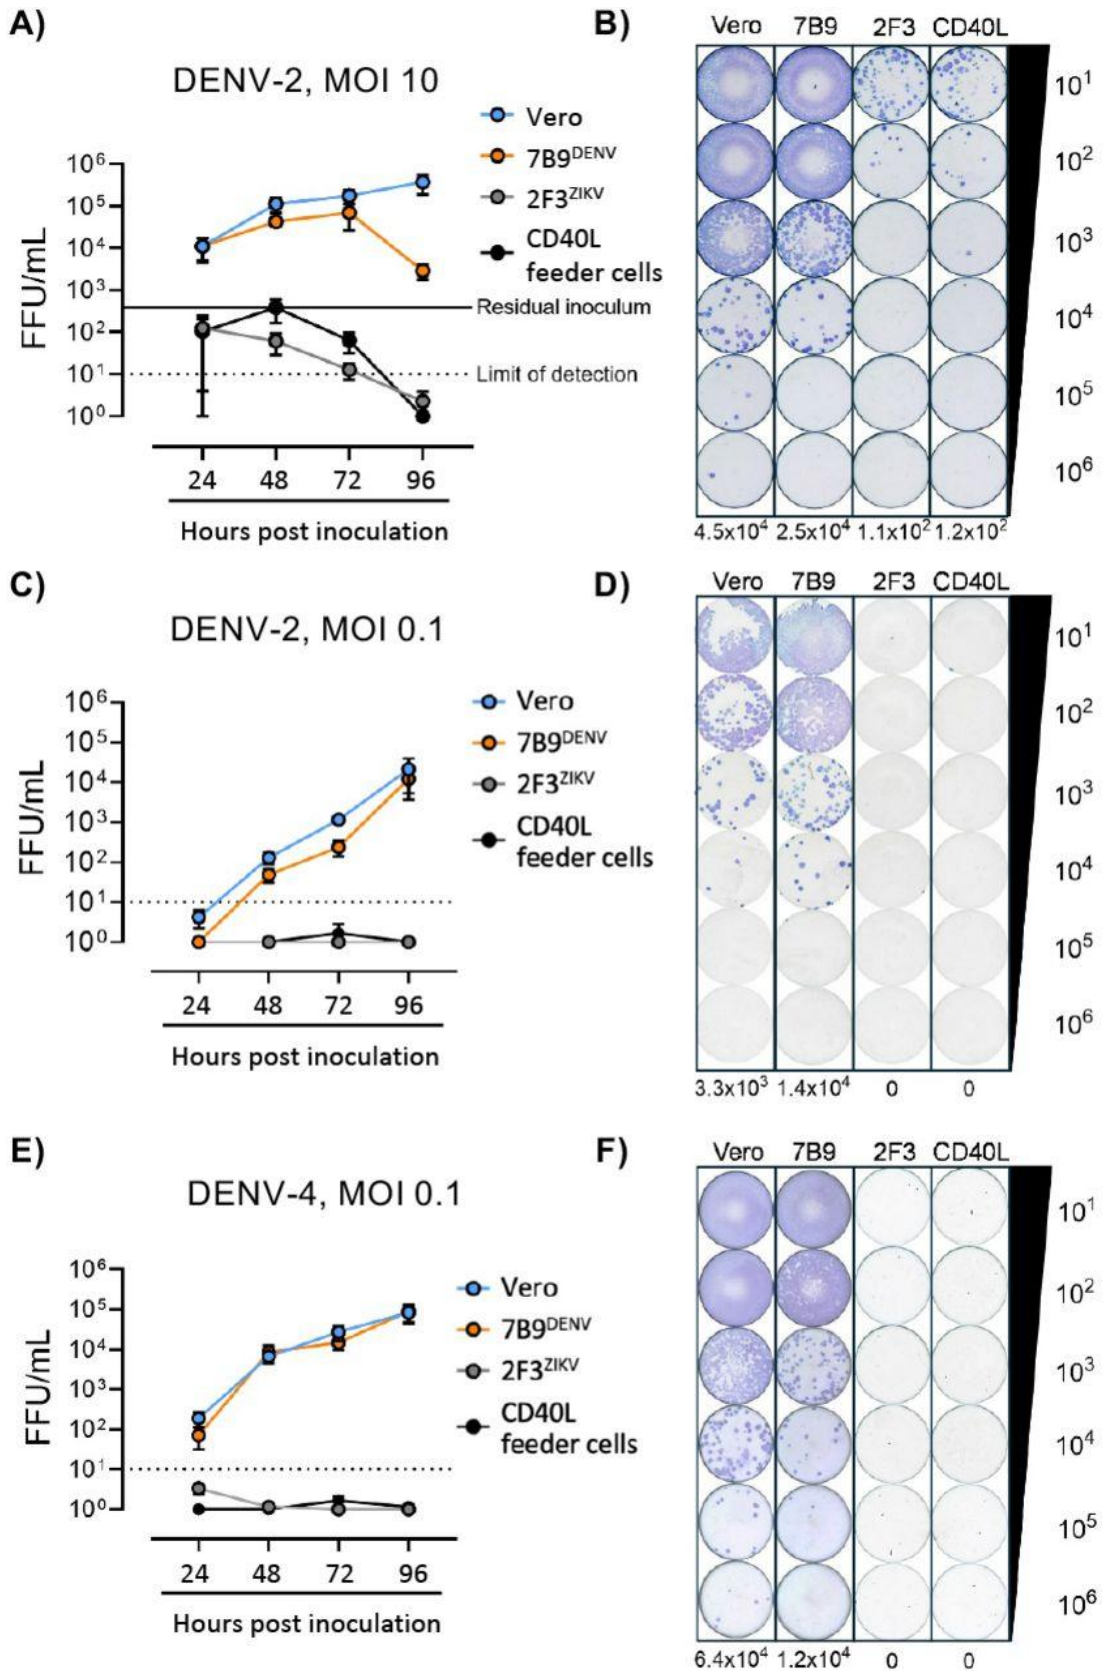 A)
DENV-2, MOI 10
Vero
7B9ᴰᴱᴺⱽ
2F3ᶻᴵᴷⱽ
CD40L
feeder cells
10⁶
10⁵
10⁴
10³
10²
10¹
10⁰
FFU/mL
Residual inoculum
Limit of detection
24 48 72 96
Hours post inoculation
B)
Vero 7B9 2F3 CD40L
10¹
10²
10³
10⁴
10⁵
10⁶
4.5x10⁴ 2.5x10⁴ 1.1x10² 1.2x10²
C)
DENV-2, MOI 0.1
Vero
7B9ᴰᴱᴺⱽ
2F3ᶻᴵᴷⱽ
CD40L
feeder cells
10⁶
10⁵
10⁴
10³
10²
10¹
10⁰
FFU/mL
24 48 72 96
Hours post inoculation
D)
Vero 7B9 2F3 CD40L
10¹
10²
10³
10⁴
10⁵
10⁶
3.3x10³ 1.4x10⁴ 0 0
E)
DENV-4, MOI 0.1
Vero
7B9ᴰᴱᴺⱽ
2F3ᶻᴵᴷⱽ
CD40L
feeder cells
10⁶
10⁵
10⁴
10³
10²
10¹
10⁰
FFU/mL
24 48 72 96
Hours post inoculation
F)
Vero 7B9 2F3 CD40L
10¹
10²
10³
10⁴
10⁵
10⁶
6.4x10⁴ 1.2x10⁴ 0 0